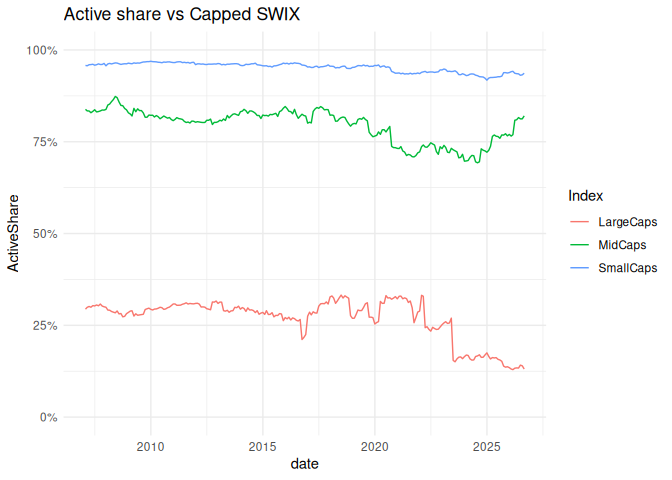 Active share vs Capped SWIX
100%
75%
50%
25%
0%
ActiveShare
2010
2015
2020
2025
date
Index
LargeCaps
MidCaps
SmallCaps